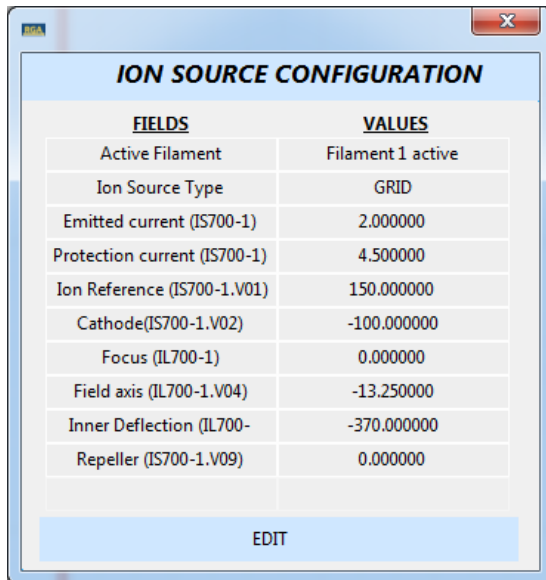 RGA
ION SOURCE CONFIGURATION
FIELDS VALUES
Active Filament Filament 1 active
Ion Source Type GRID
Emitted current (IS700-1) 2.000000
Protection current (IS700-1) 4.500000
Ion Reference (IS700-1.V01) 150.000000
Cathode(IS700-1.V02) -100.000000
Focus (IL700-1) 0.000000
Field axis (IL700-1.V04) -13.250000
Inner Deflection (IL700- -370.000000
Repeller (IS700-1.V09) 0.000000
EDIT